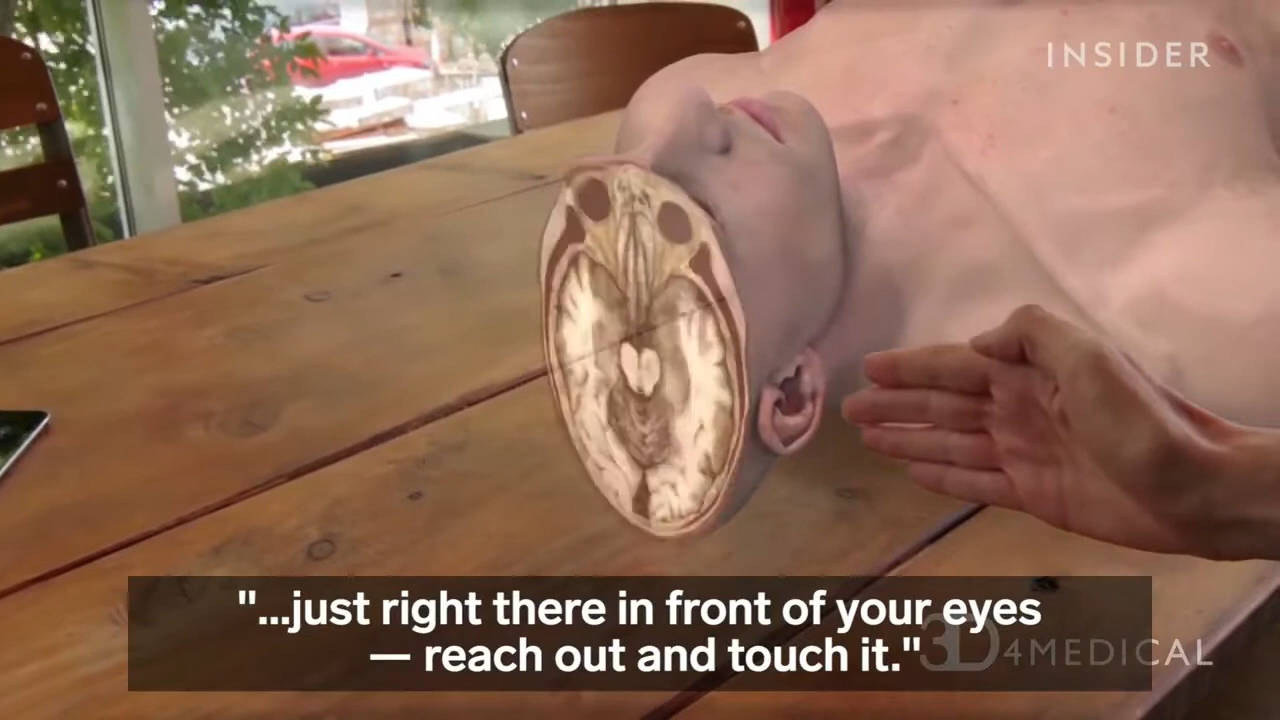 INSIDER
"...just right there in front of your eyes
— reach out and touch it."
3D4MEDICAL